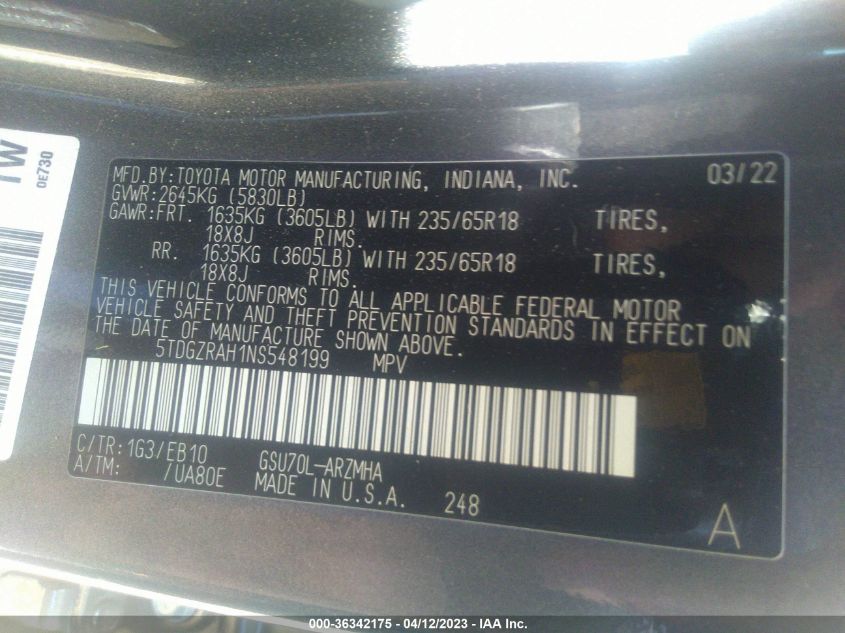 1W
0E730
MFD.BY:TOYOTA MOTOR MANUFACTURING, INDIANA, INC. 03/22
GVWR:2645KG (5830LB)
GAWR:FRT. 1635KG (3605LB) WITH 235/65R18 TIRES,
18X8J RIMS.
RR. 1635KG (3605LB) WITH 235/65R18 TIRES,
18X8J RIMS.
THIS VEHICLE CONFORMS TO ALL APPLICABLE FEDERAL MOTOR
VEHICLE SAFETY AND THEFT PREVENTION STANDARDS IN EFFECT ON
THE DATE OF MANUFACTURE SHOWN ABOVE.
5TDGZRAH1NS548199 MPV
C/TR:1G3/EB10 GSU70L-ARZMHA
A/TM: /UA80E MADE IN U.S.A. 248
A
000-36342175 - 04/12/2023 - IAA Inc.